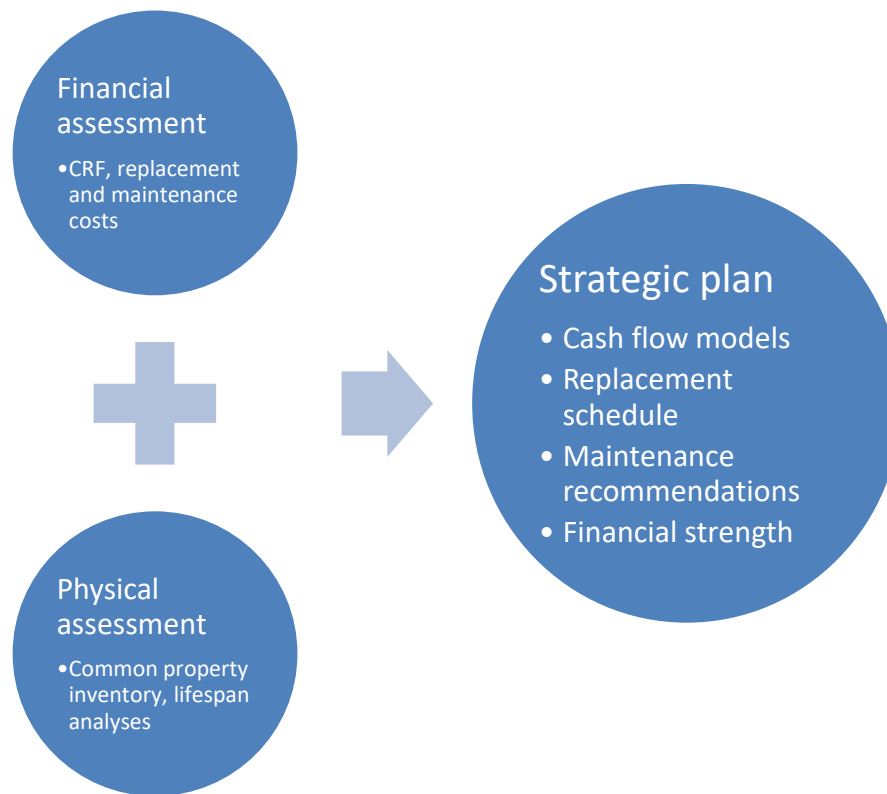 Financial
assessment
•CRF, replacement
and maintenance
costs
Physical
assessment
•Common property
inventory, lifespan
analyses
Strategic plan
• Cash flow models
• Replacement
schedule
• Maintenance
recommendations
• Financial strength